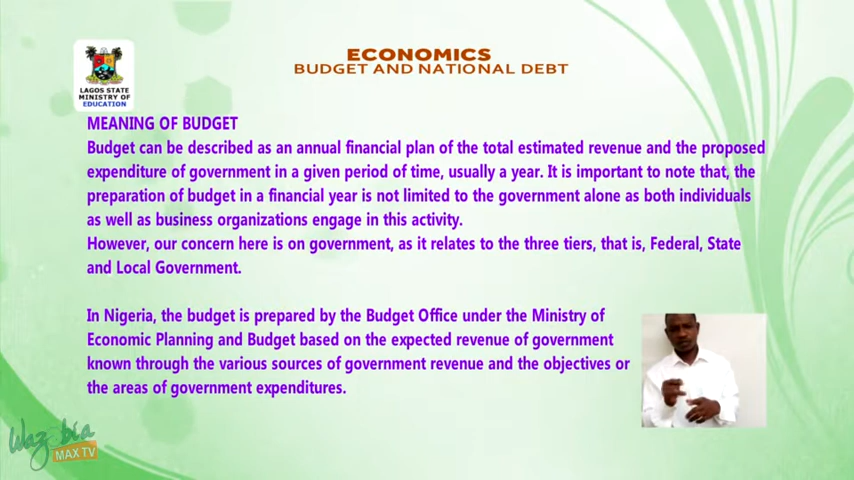 ECONOMICS
BUDGET AND NATIONAL DEBT
LAGOS STATE
MINISTRY OF
EDUCATION
MEANING OF BUDGET
Budget can be described as an annual financial plan of the total estimated revenue and the proposed
expenditure of government in a given period of time, usually a year. It is important to note that, the
preparation of budget in a financial year is not limited to the government alone as both individuals
as well as business organizations engage in this activity.
However, our concern here is on government, as it relates to the three tiers, that is, Federal, State
and Local Government.
In Nigeria, the budget is prepared by the Budget Office under the Ministry of
Economic Planning and Budget based on the expected revenue of government
known through the various sources of government revenue and the objectives or
the areas of government expenditures.
Wazobia
MAX TV